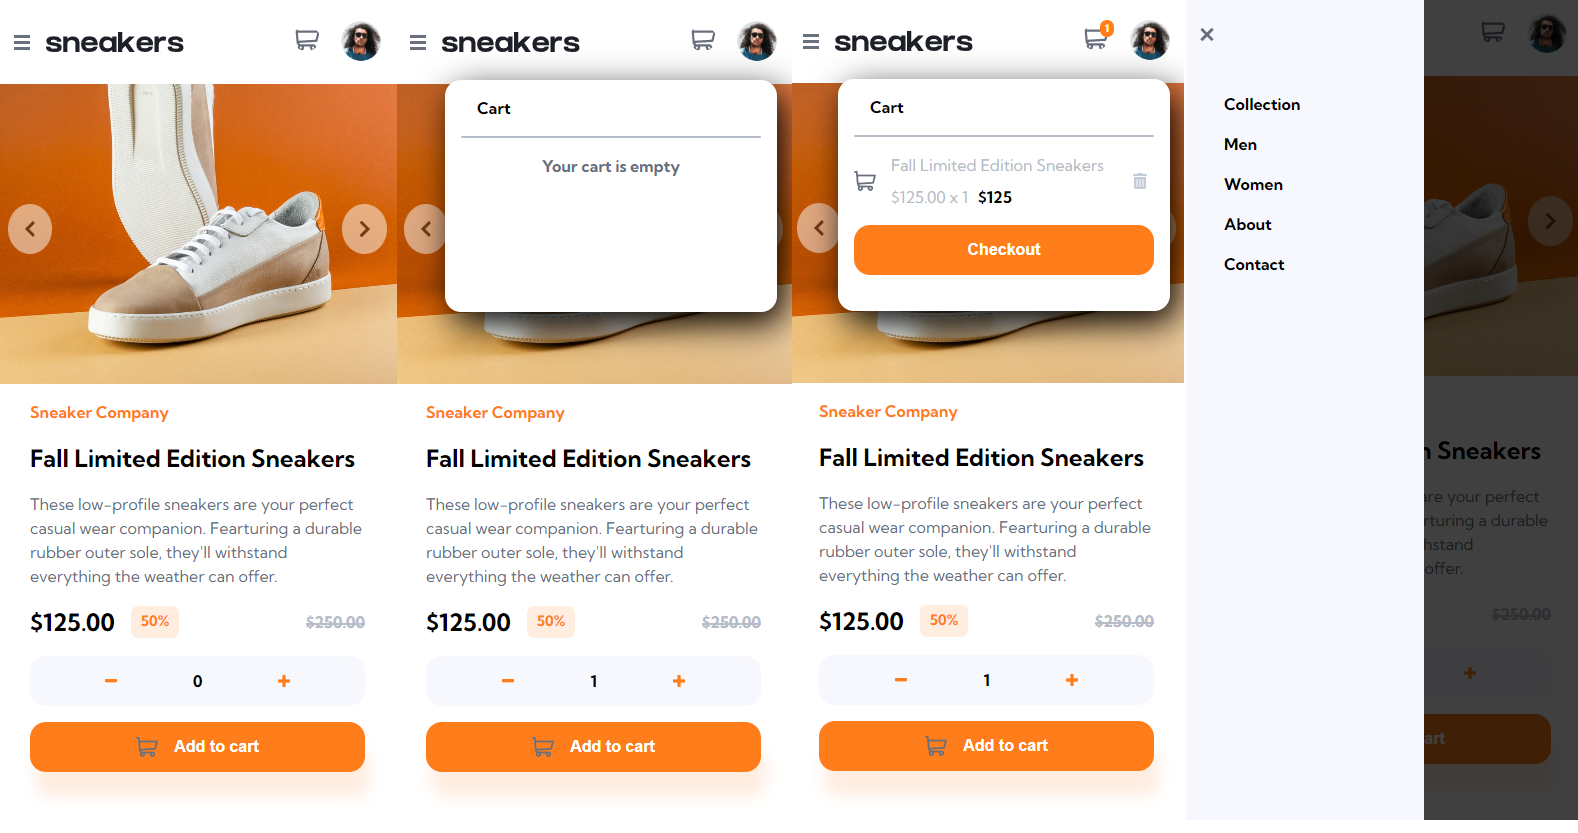 sneakers
Sneaker Company
Fall Limited Edition Sneakers
These low-profile sneakers are your perfect
casual wear companion. Fearturing a durable
rubber outer sole, they'll withstand
everything the weather can offer.
$125.00 50% $250.00
0
Add to cart
sneakers
Cart
Your cart is empty
Sneaker Company
Fall Limited Edition Sneakers
These low-profile sneakers are your perfect
casual wear companion. Fearturing a durable
rubber outer sole, they'll withstand
everything the weather can offer.
$125.00 50% $250.00
1
Add to cart
sneakers
1
Cart
Fall Limited Edition Sneakers
$125.00 x 1 $125
Checkout
Sneaker Company
Fall Limited Edition Sneakers
These low-profile sneakers are your perfect
casual wear companion. Fearturing a durable
rubber outer sole, they'll withstand
everything the weather can offer.
$125.00 50% $250.00
1
Add to cart
Collection
Men
Women
About
Contact
n Sneakers
are your perfect
rturing a durable
hstand
offer.
$250.00
art